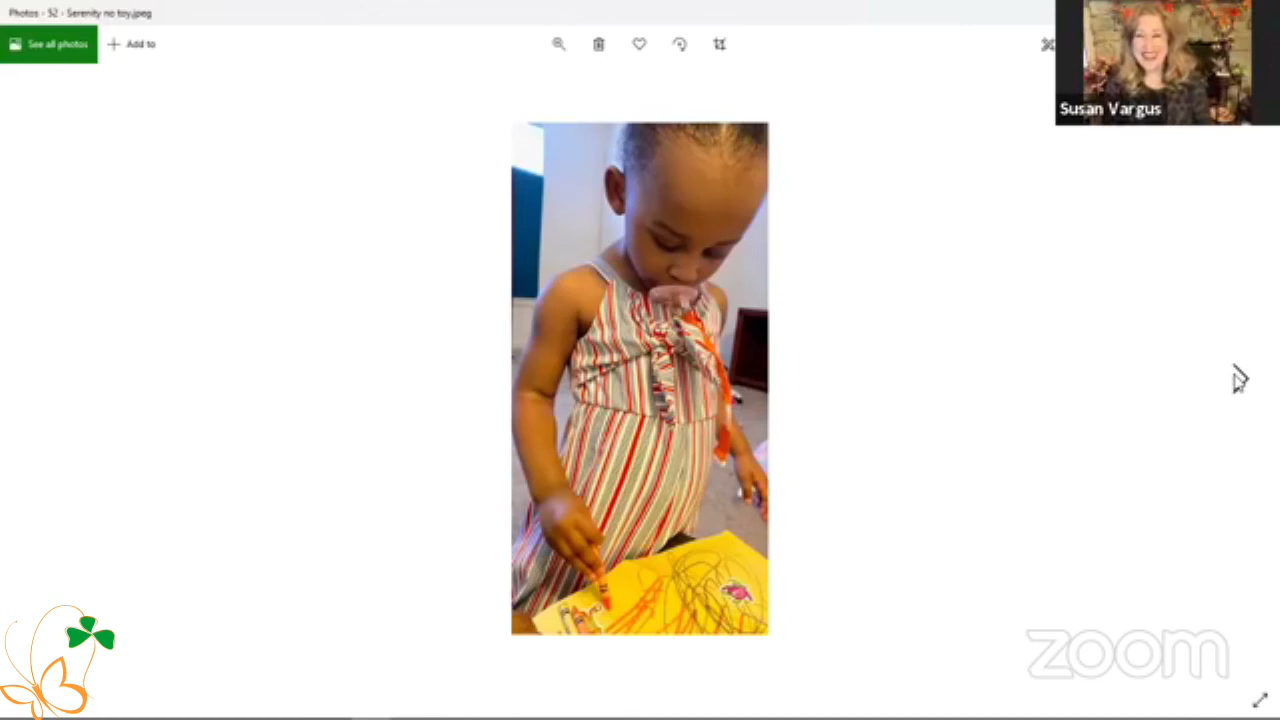 Photos - 52 - Serenity no toy.jpeg
See all photos
Add to
Susan Vargus
zoom